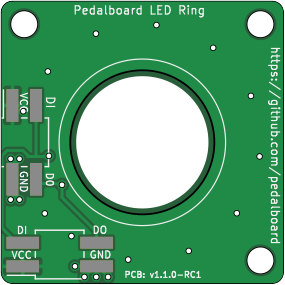 Pedalboard LED Ring
https://github.com/pedalboard
VCC DI
GND DO
DI DO
VCC GND
PCB: v1.1.0-RC1